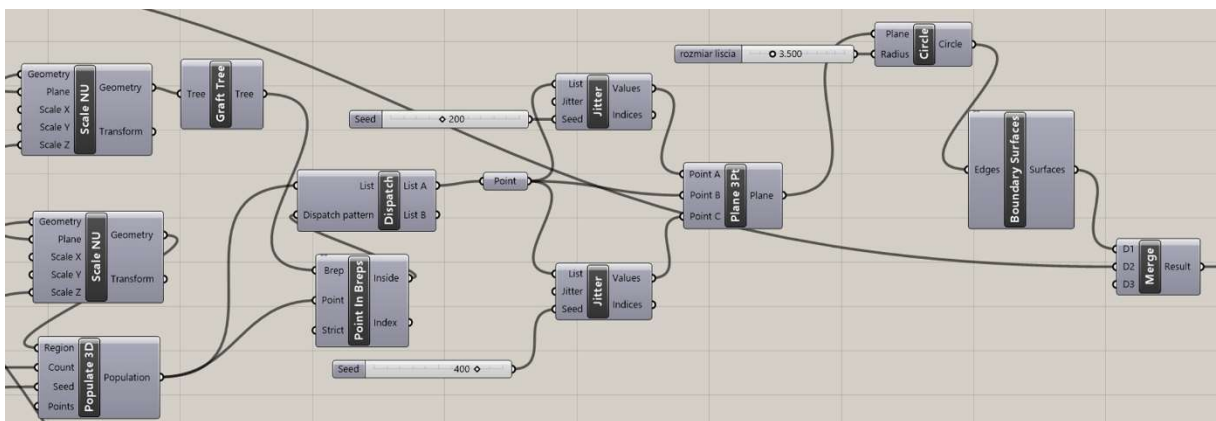 Geometry
Plane
Scale X
Scale Y
Scale Z
Scale NU
Geometry
Transform
Tree
Graft Tree
Tree
Geometry
Plane
Scale X
Scale Y
Scale Z
Scale NU
Geometry
Transform
Region
Count
Seed
Points
Populate 3D
Population
List
Dispatch pattern
Dispatch
List A
List B
Brep
Point
Strict
Point In Breps
Inside
Index
Seed
200
List
Jitter
Seed
Jitter
Values
Indices
Point
List
Jitter
Seed
Jitter
Values
Indices
Seed
400
Point A
Point B
Point C
Plane 3Pt
Plane
rozmiar liscia
3.500
Plane
Radius
Circle
Circle
Edges
Boundary Surfaces
Surfaces
D1
D2
D3
Merge
Result